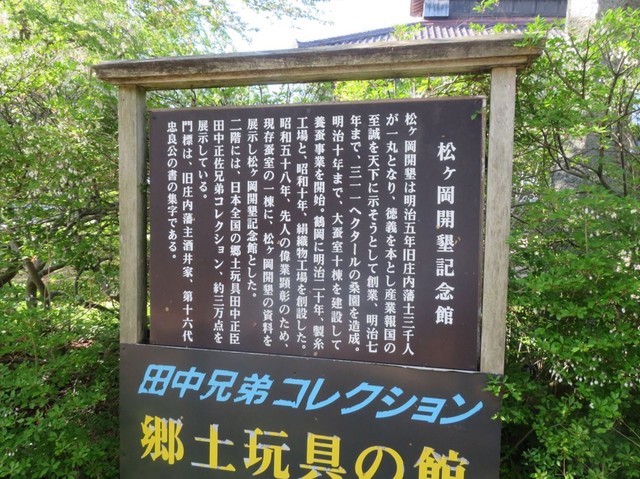 松ヶ岡開墾記念館
松ヶ岡開墾は明治五年旧庄内藩士三千人
が一丸となり、徳義を本とし産業報国の
至誠を天下に示そうとして創業、明治七
年まで、三一一ヘクタールの桑園を造成。
明治十年まで、大蚕室十棟を建設して
養蚕事業を開始 鶴岡に明治二十年、製糸
工場と、昭和十年、絹織物工場を創設した。
昭和五十八年、先人の偉業顕彰のため、
現存蚕室の一棟に、松ヶ岡開墾の資料を
展示し松ヶ岡開墾記念館とした。
二階には、日本全国の郷土玩具田中正臣
田中正佐兄弟コレクション、約三万点を
展示している。
門標は、旧庄内藩主酒井家、第十六代
忠良公の書の集字である。
田中兄弟コレクション
郷土玩具の館